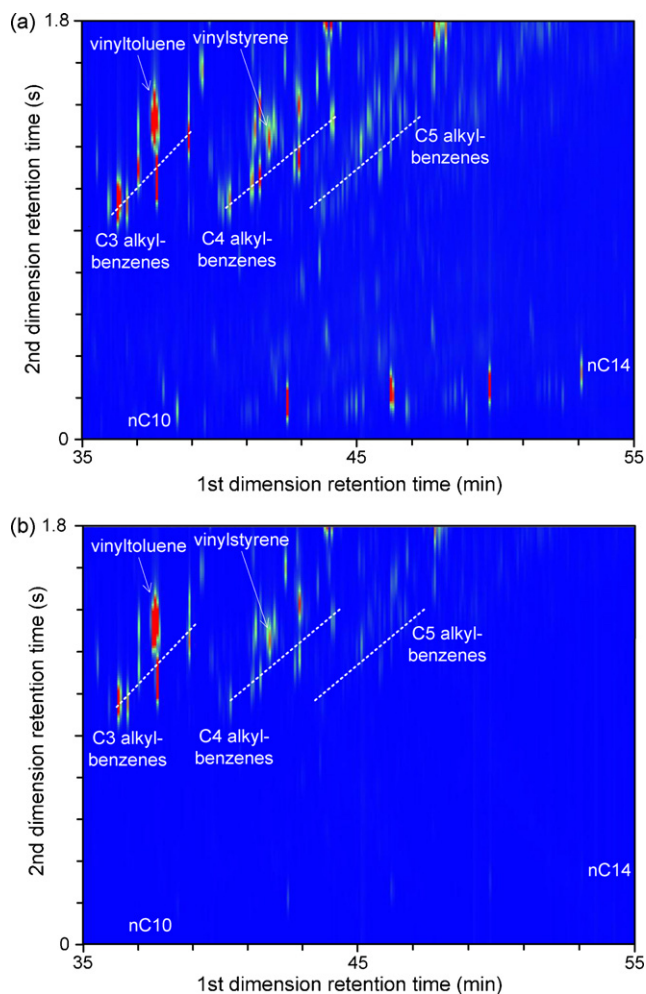 (a)
1.8
vinyltoluene
vinylstyrene
C5 alkyl-
benzenes
C3 alkyl-
benzenes
C4 alkyl-
benzenes
2nd dimension retention time (s)
nC14
nC10
0
35
45
55
1st dimension retention time (min)
(b)
1.8
vinyltoluene
vinylstyrene
C5 alkyl-
benzenes
C3 alkyl-
benzenes
C4 alkyl-
benzenes
2nd dimension retention time (s)
nC14
nC10
0
35
45
55
1st dimension retention time (min)